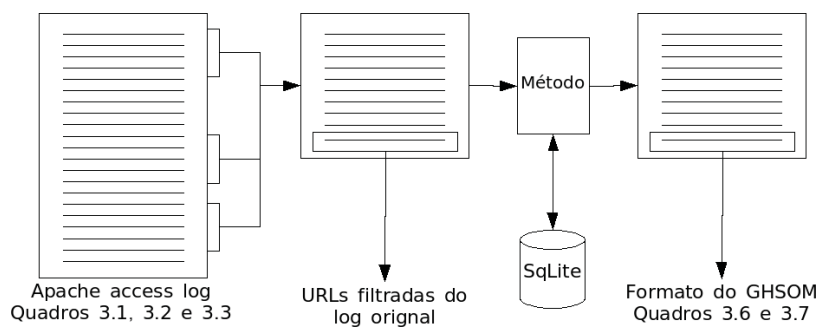 Método
SqLite
Apache access log
Quadros 3.1, 3.2 e 3.3
URLs filtradas do
log orignal
Formato do GHSOM
Quadros 3.6 e 3.7